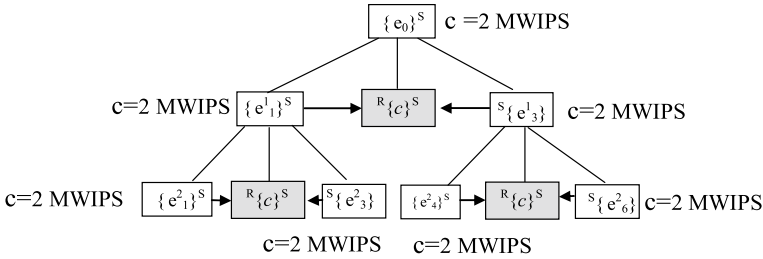 {e₀}ˢ c =2 MWIPS
c=2 MWIPS {e¹₁}ˢ ᴿ{c}ˢ ˢ{e¹₃} c=2 MWIPS
c=2 MWIPS {e²₁}ˢ ᴿ{c}ˢ ˢ{e²₃} {e²₄}ˢ ᴿ{c}ˢ ˢ{e²₆} c=2 MWIPS
c=2 MWIPS c=2 MWIPS